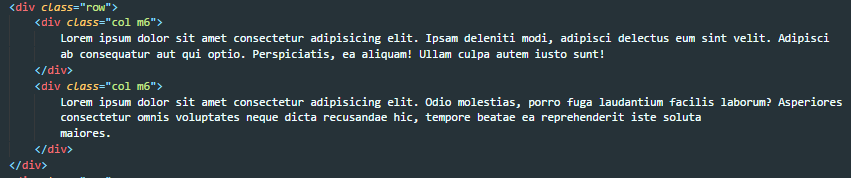 <div class="row">
<div class="col m6">
Lorem ipsum dolor sit amet consectetur adipisicing elit. Ipsam deleniti modi, adipisci delectus eum sint velit. Adipisci
ab consequatur aut qui optio. Perspiciatis, ea aliquam! Ullam culpa autem iusto sunt!
</div>
<div class="col m6">
Lorem ipsum dolor sit amet consectetur adipisicing elit. Odio molestias, porro fuga laudantium facilis laborum? Asperiores
consectetur omnis voluptates neque dicta recusandae hic, tempore beatae ea reprehenderit iste soluta
maiores.
</div>
</div>